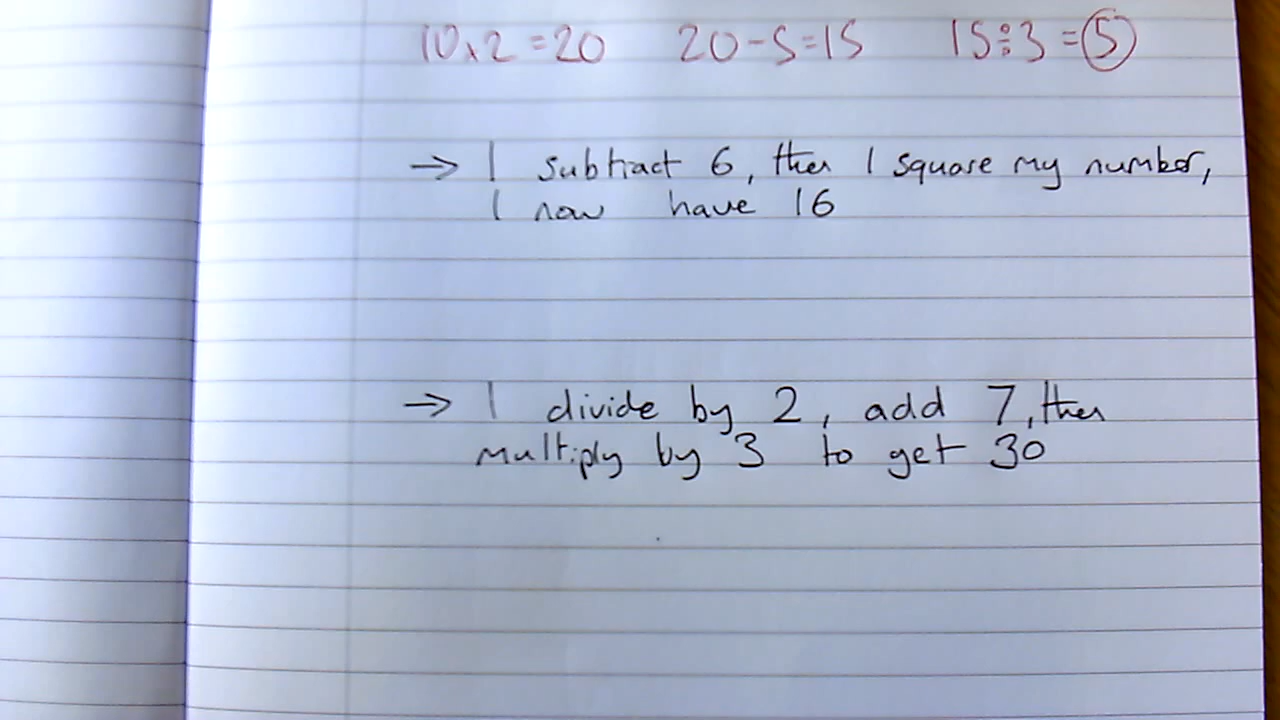 10x2=20 20-5=15 15÷3=5
→ I subtract 6, then I square my number,
I now have 16
→ I divide by 2, add 7, then
multiply by 3 to get 30